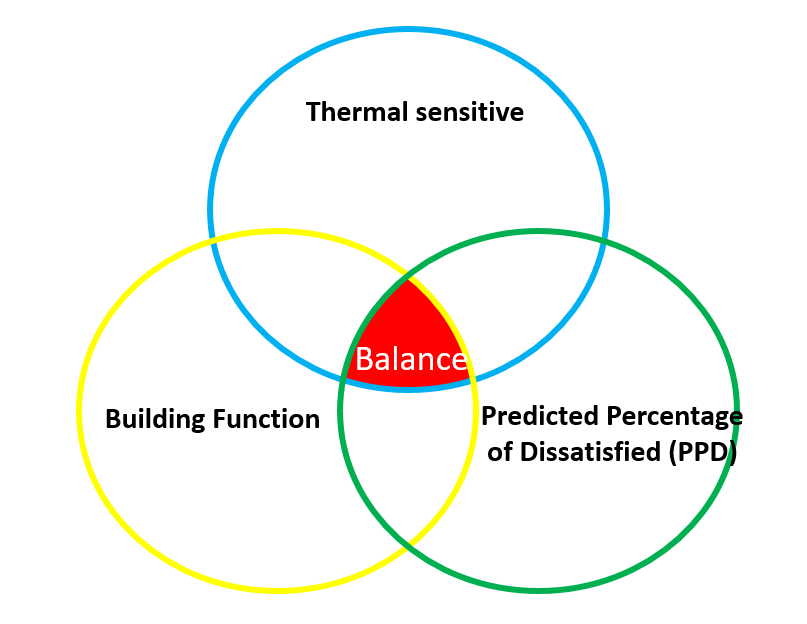 Thermal sensitive
Balance
Building Function
Predicted Percentage
of Dissatisfied (PPD)